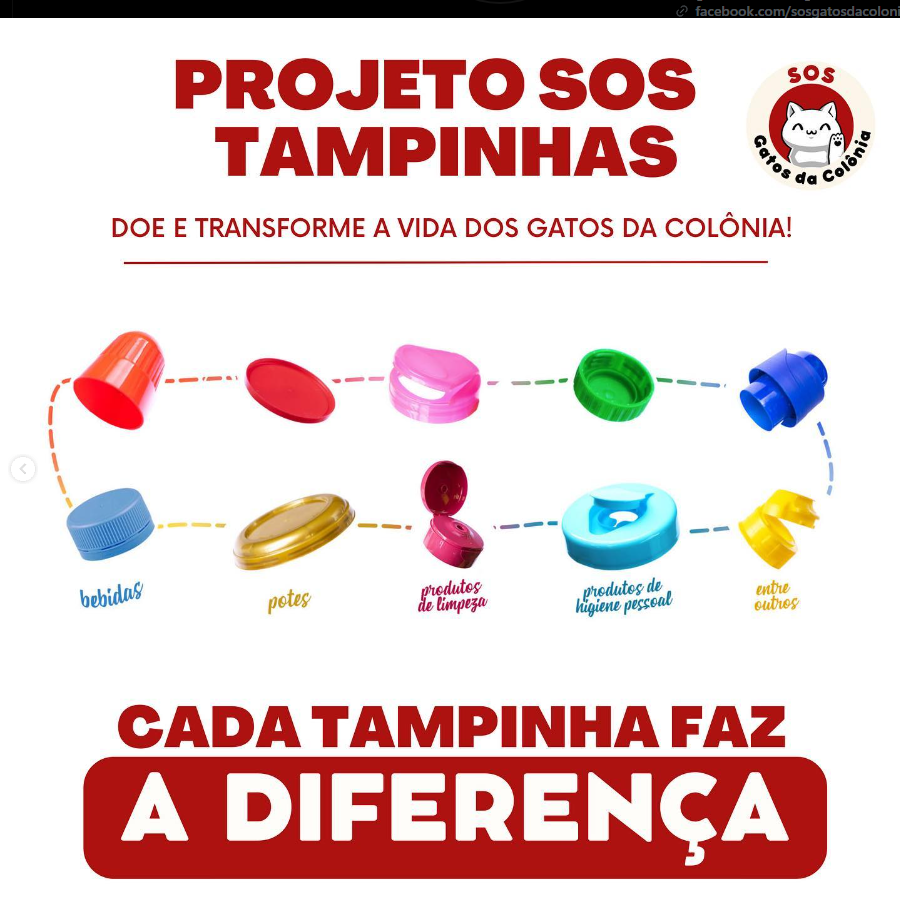 facebook.com/sosgatosdacoloni
PROJETO SOS
TAMPINHAS
SOS
Gatos da Colônia
DOE E TRANSFORME A VIDA DOS GATOS DA COLÔNIA!
bebidas
potes
produtos
de limpeza
produtos de
higiene pessoal
entre
outros
CADA TAMPINHA FAZ
A DIFERENÇA